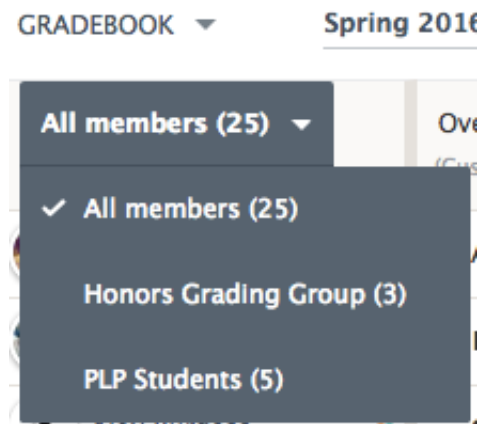 GRADEBOOK Spring 2016
All members (25)
All members (25)
Honors Grading Group (3)
PLP Students (5)